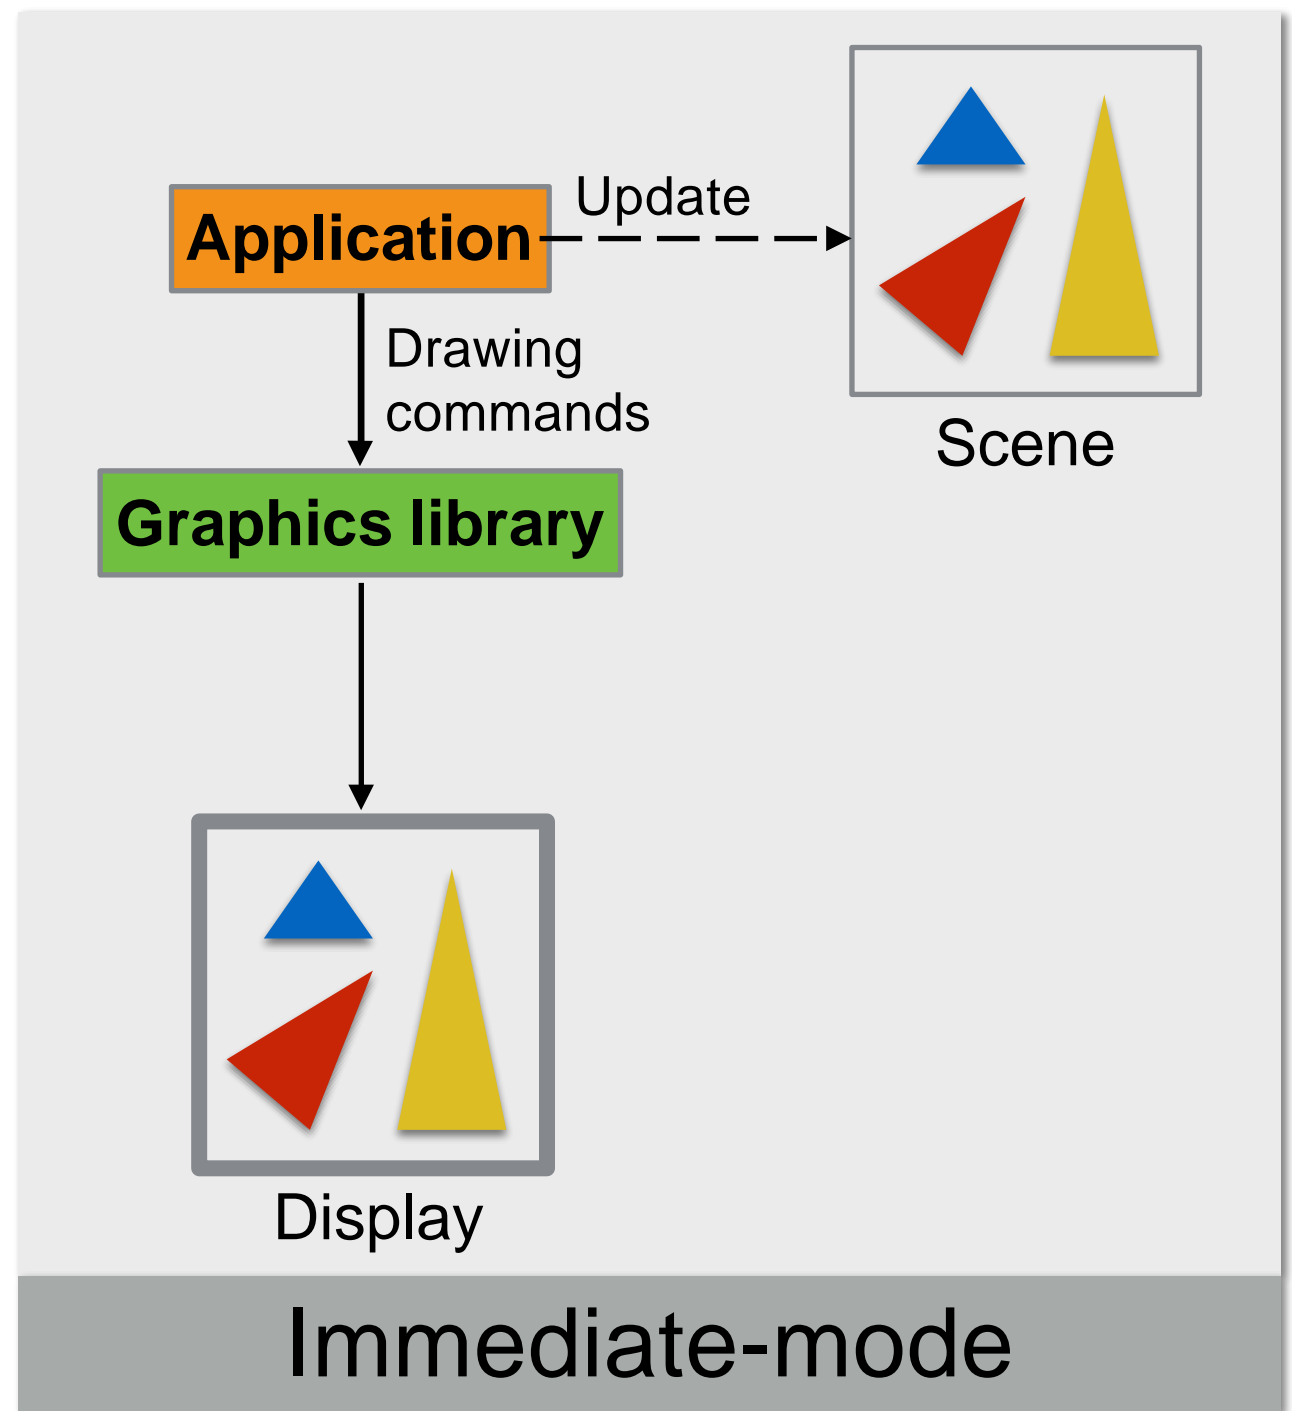 Application
Update
Drawing
commands
Scene
Graphics library
Display
Immediate-mode